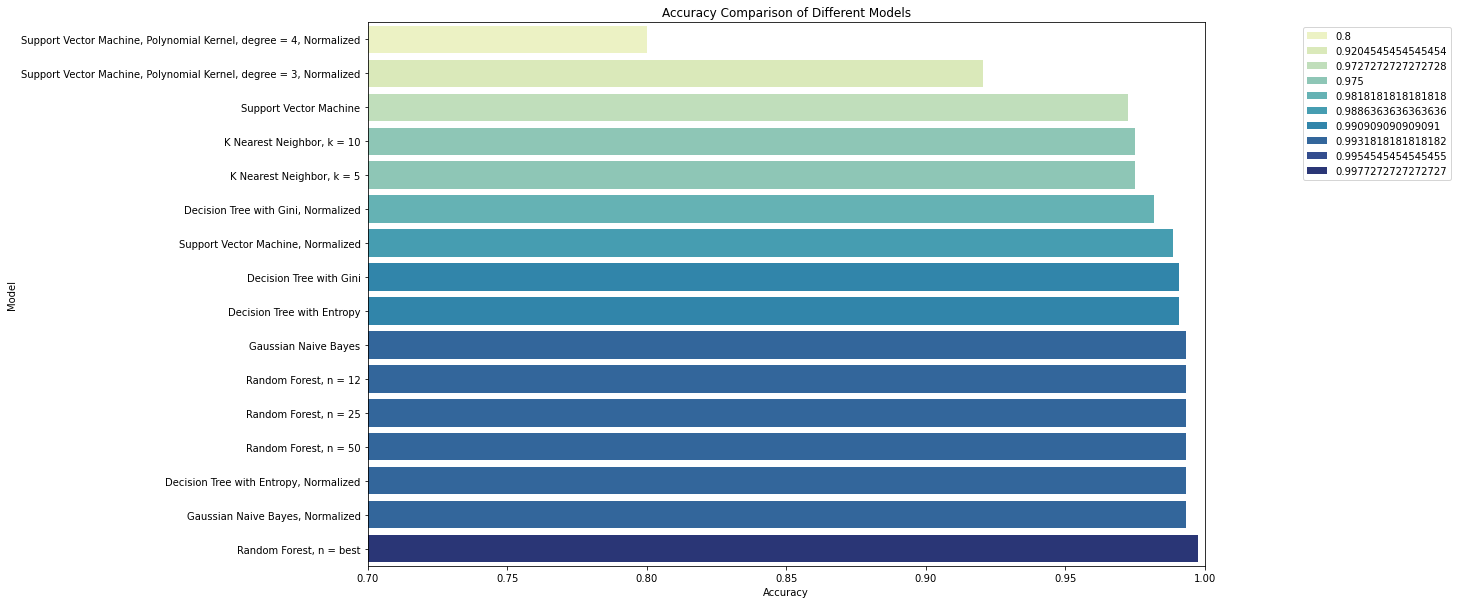 Accuracy Comparison of Different Models
Support Vector Machine, Polynomial Kernel, degree = 4, Normalized
Support Vector Machine, Polynomial Kernel, degree = 3, Normalized
Support Vector Machine
K Nearest Neighbor, k = 10
K Nearest Neighbor, k = 5
Decision Tree with Gini, Normalized
Support Vector Machine, Normalized
Decision Tree with Gini
Decision Tree with Entropy
Gaussian Naive Bayes
Random Forest, n = 12
Random Forest, n = 25
Random Forest, n = 50
Decision Tree with Entropy, Normalized
Gaussian Naive Bayes, Normalized
Random Forest, n = best
Model
0.70 0.75 0.80 0.85 0.90 0.95 1.00
Accuracy
0.8
0.9204545454545454
0.9727272727272728
0.975
0.9818181818181818
0.9886363636363636
0.990909090909091
0.9931818181818182
0.9954545454545455
0.9977272727272727